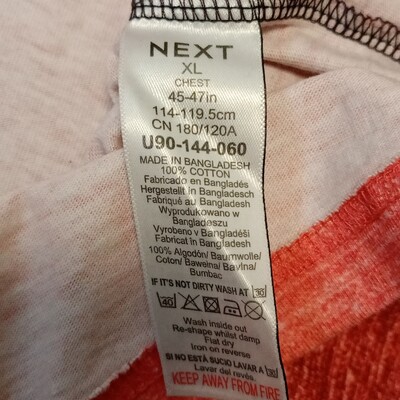 NEXT
XL
CHEST
45-47in
114-119.5cm
CN 180/120A
U90-144-060
MADE IN BANGLADESH
100% COTTON
Fabricado en Bangladés
Hergestellt in Bangladesch
Fabriqué au Bangladesh
Wyprodukowano w
Bangladeszu
Vyrobeno v Bangladéši
Fabricat în Bangladesh
100% Algodón/ Baumwolle/
Coton/ Bawełna/ Bavlna/
Bumbac
IF IT'S NOT DIRTY WASH AT 30
40
Wash inside out
Re-shape whilst damp
Flat dry
Iron on reverse
SI NO ESTÁ SUCIO LAVAR A 30
Lavar del revés
KEEP AWAY FROM FIRE